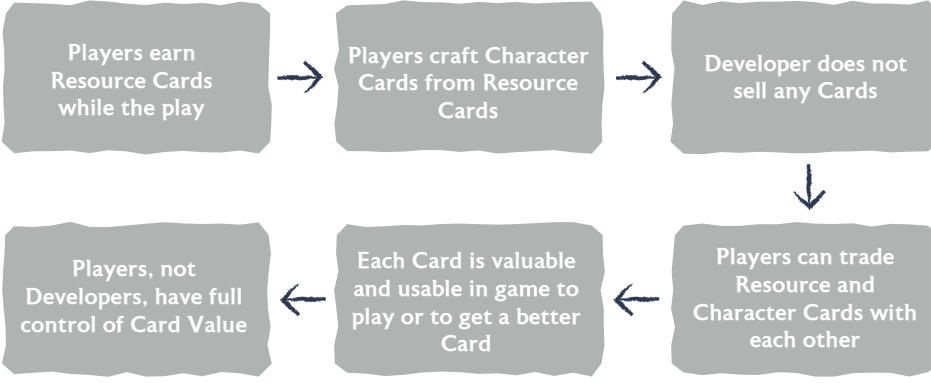 Players earn
Resource Cards
while the play
Players craft Character
Cards from Resource
Cards
Developer does not
sell any Cards
Players can trade
Resource and
Character Cards with
each other
Each Card is valuable
and usable in game to
play or to get a better
Card
Players, not
Developers, have full
control of Card Value